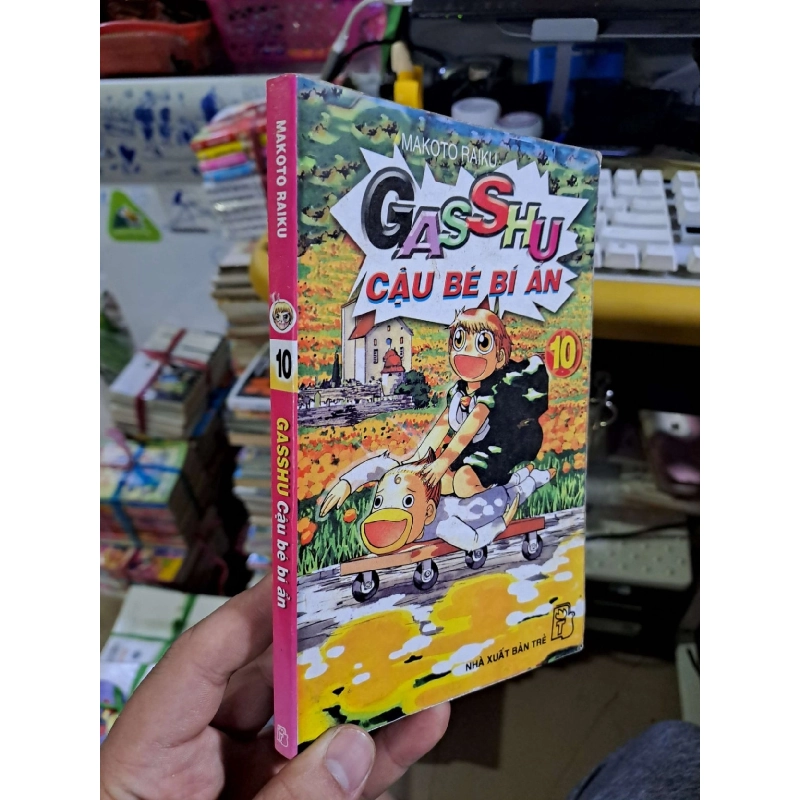 MAKOTO RAIKU
GASSHU
CẬU BÉ BÍ ẨN
10
NHÀ XUẤT BẢN TRẺ
MAKOTO RAIKU
10
GASSHU Cậu bé bí ẩn